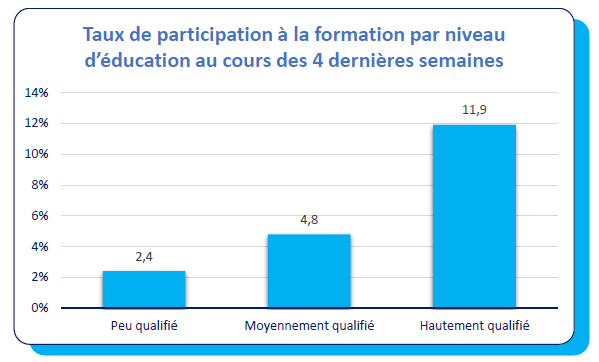 Taux de participation à la formation par niveau
d’éducation au cours des 4 dernières semaines
14%
12%
10%
8%
6%
4%
2%
0%
2,4
4,8
11,9
Peu qualifié
Moyennement qualifié
Hautement qualifié